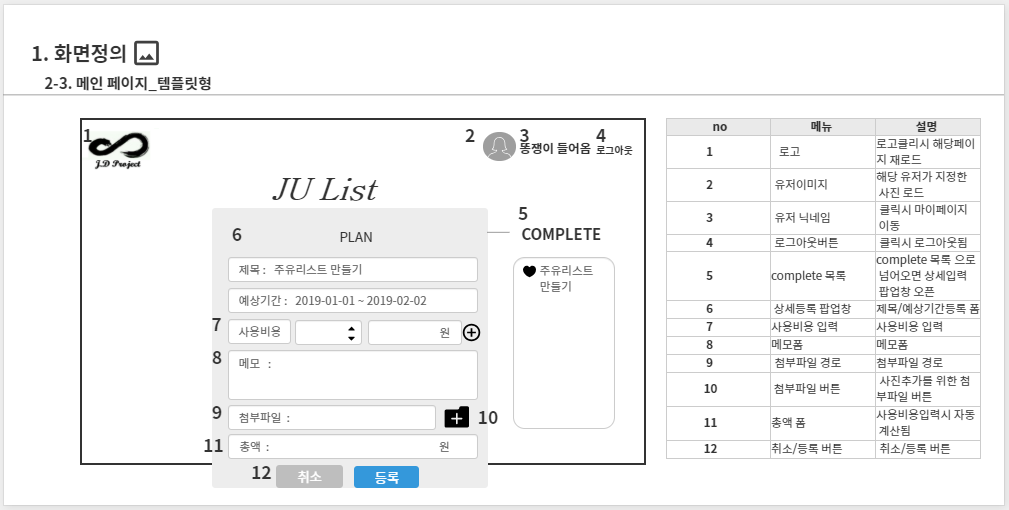 1. 화면정의
2-3. 메인 페이지_템플릿형
1
J.D Project
2
3
똥쟁이 들어옴
4
로그아웃
JU List
5
COMPLETE
주유리스트
만들기
6
PLAN
제목 : 주유리스트 만들기
예상기간 : 2019-01-01 ~ 2019-02-02
7
사용비용
원
8
메모 :
9
첨부파일 :
10
11
총액 :
원
12
취소
등록
no 메뉴 설명
1 로고 로고클리시 해당페이
지 재로드
2 유저이미지 해당 유저가 지정한
사진 로드
3 유저 닉네임 클릭시 마이페이지
이동
4 로그아웃버튼 클릭시 로그아웃됨
5 complete 목록 complete 목록 으로
넘어오면 상세입력
팝업창 오픈
6 상세등록 팝업창 제목/예상기간등록 폼
7 사용비용 입력 사용비용 입력
8 메모폼 메모폼
9 첨부파일 경로 첨부파일 경로
10 첨부파일 버튼 사진추가를 위한 첨
부파일 버튼
11 총액 폼 사용비용입력시 자동
계산됨
12 취소/등록 버튼 취소/등록 버튼